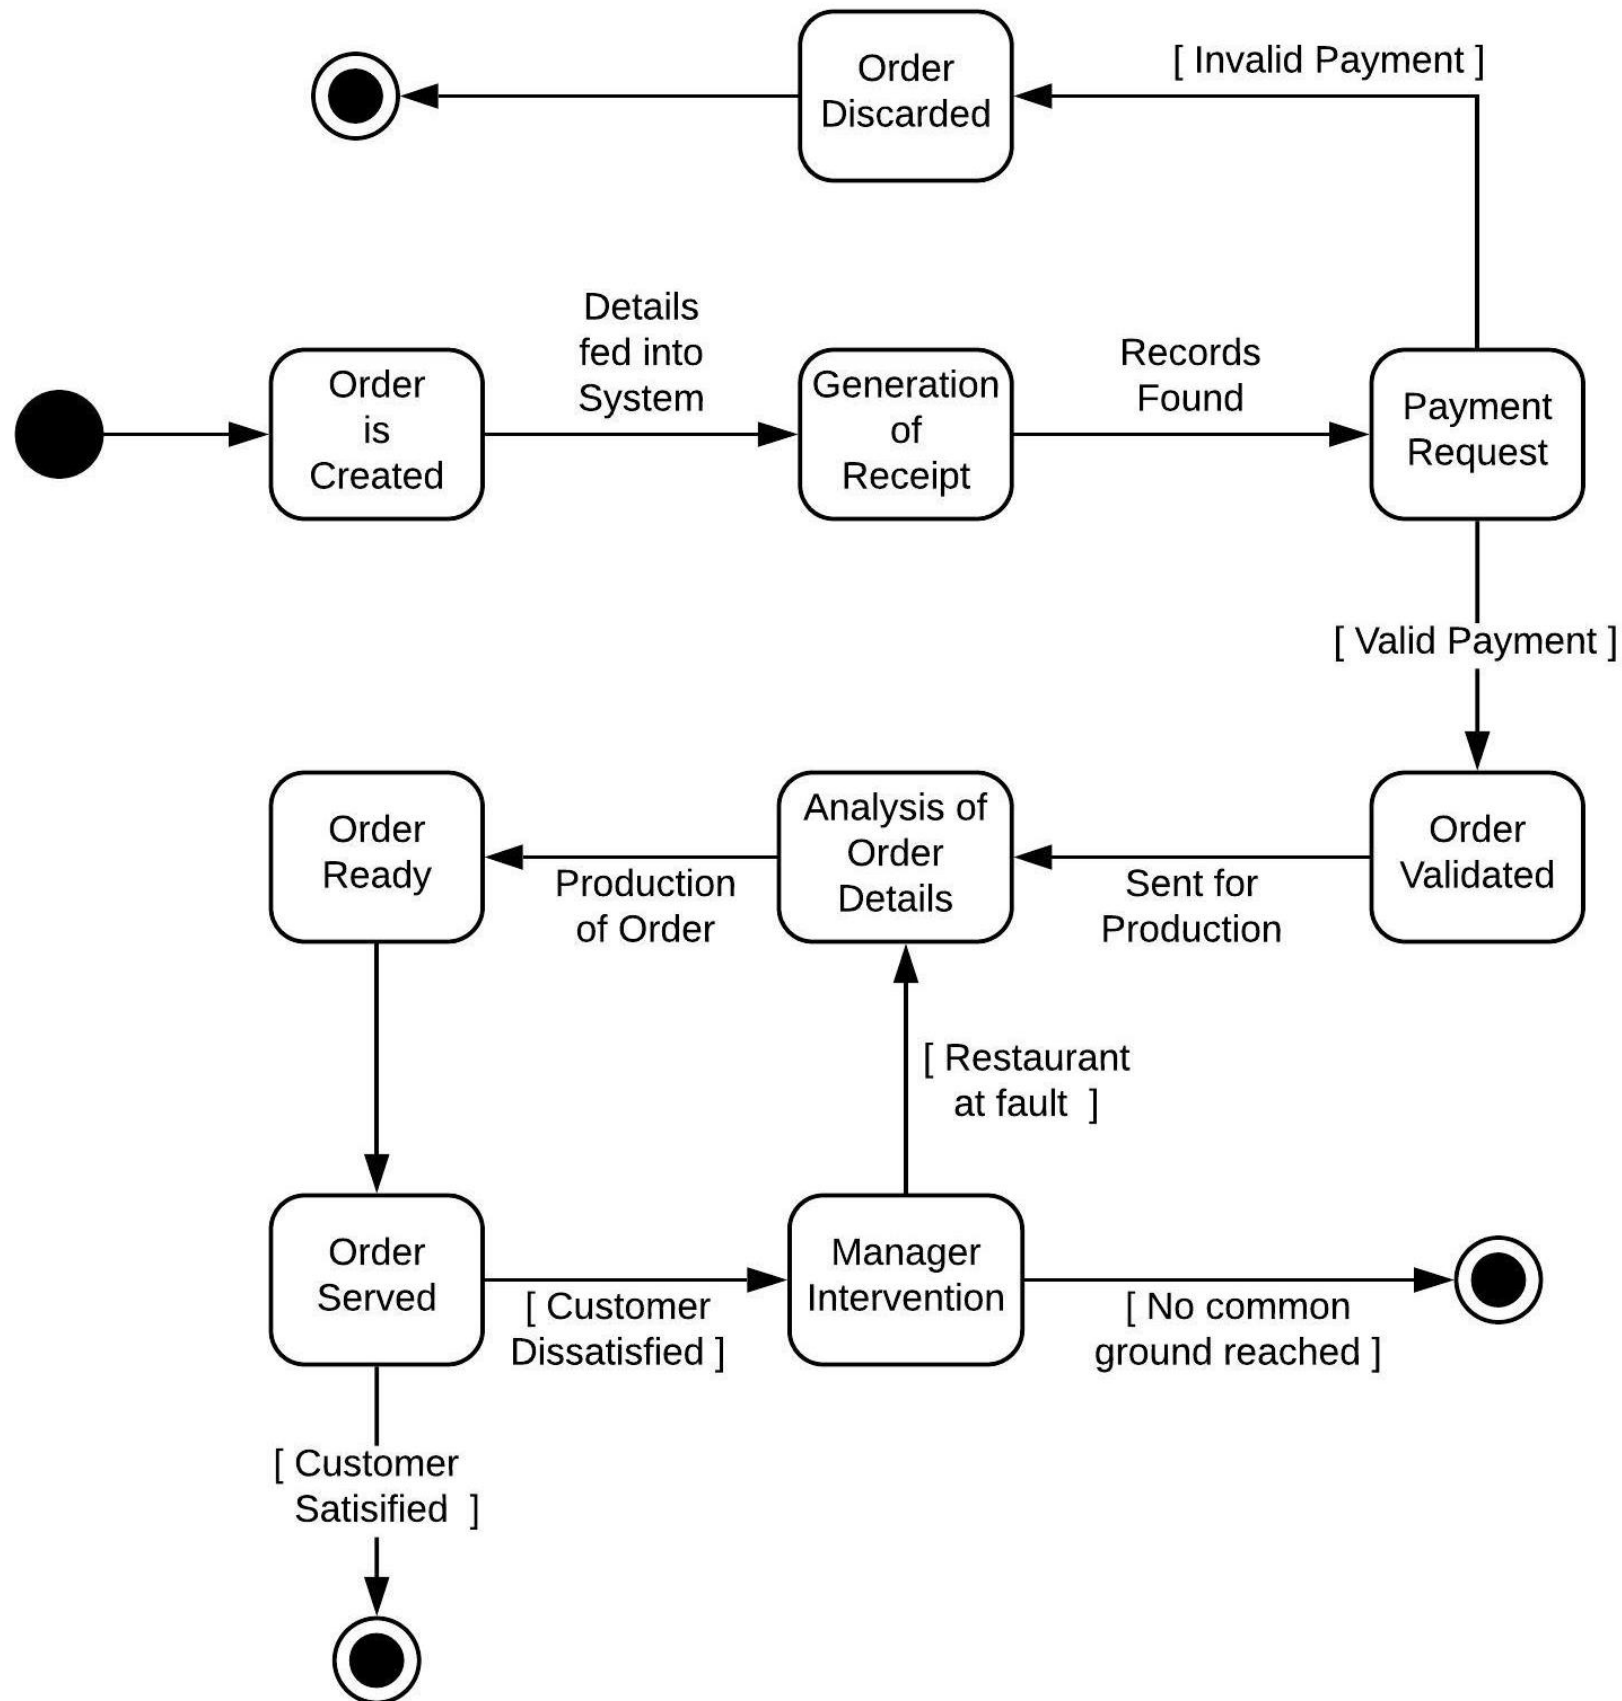 Order
Discarded
[ Invalid Payment ]
Order
is
Created
Details
fed into
System
Generation
of
Receipt
Records
Found
Payment
Request
[ Valid Payment ]
Order
Ready
Production
of Order
Analysis of
Order
Details
Sent for
Production
Order
Validated
[ Restaurant
at fault ]
Order
Served
[ Customer
Dissatisfied ]
Manager
Intervention
[ No common
ground reached ]
[ Customer
Satisified ]